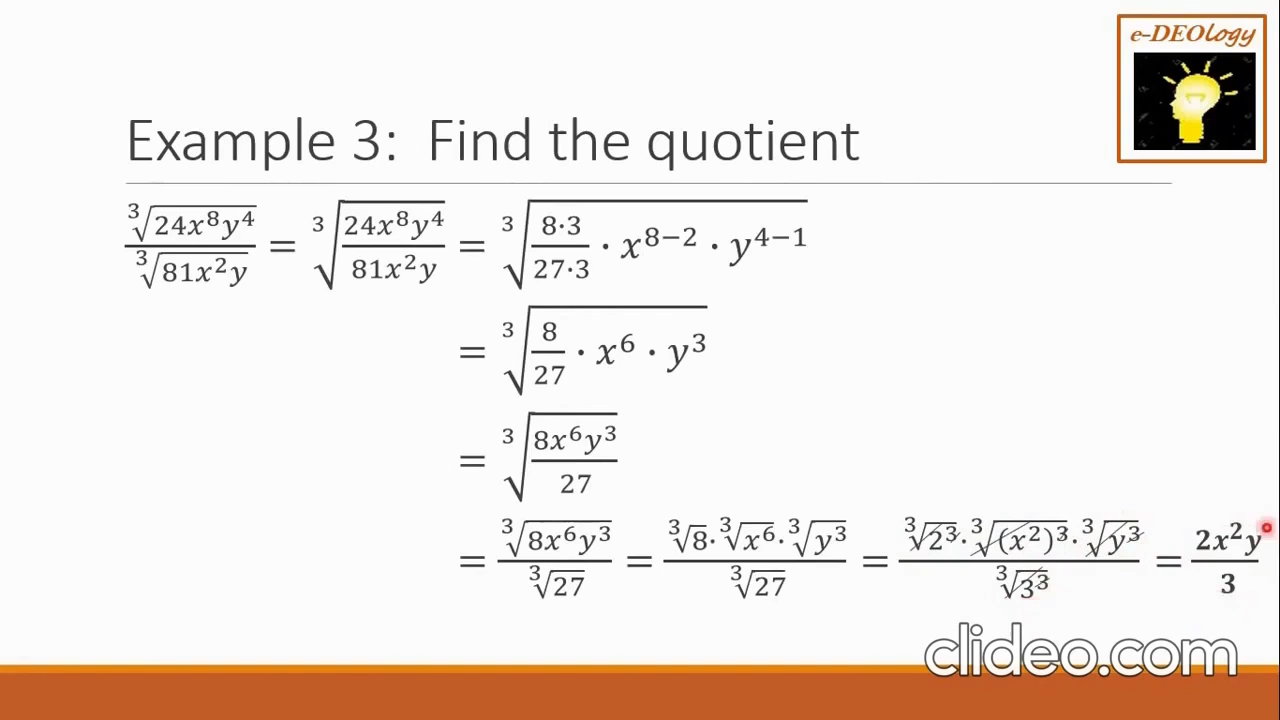 e-DEOlogy
Example 3: Find the quotient
∛(24x⁸y⁴)/∛(81x²y) = ∛(24x⁸y⁴/81x²y) = ∛(8·3/27·3 · x⁸⁻² · y⁴⁻¹)
= ∛(8/27 · x⁶ · y³)
= ∛(8x⁶y³/27)
= ∛(8x⁶y³)/∛27 = ∛8·∛x⁶·∛y³/∛27 = ∛2³·∛(x²)³·∛y³/∛3³ = 2x²y/3
clideo.com